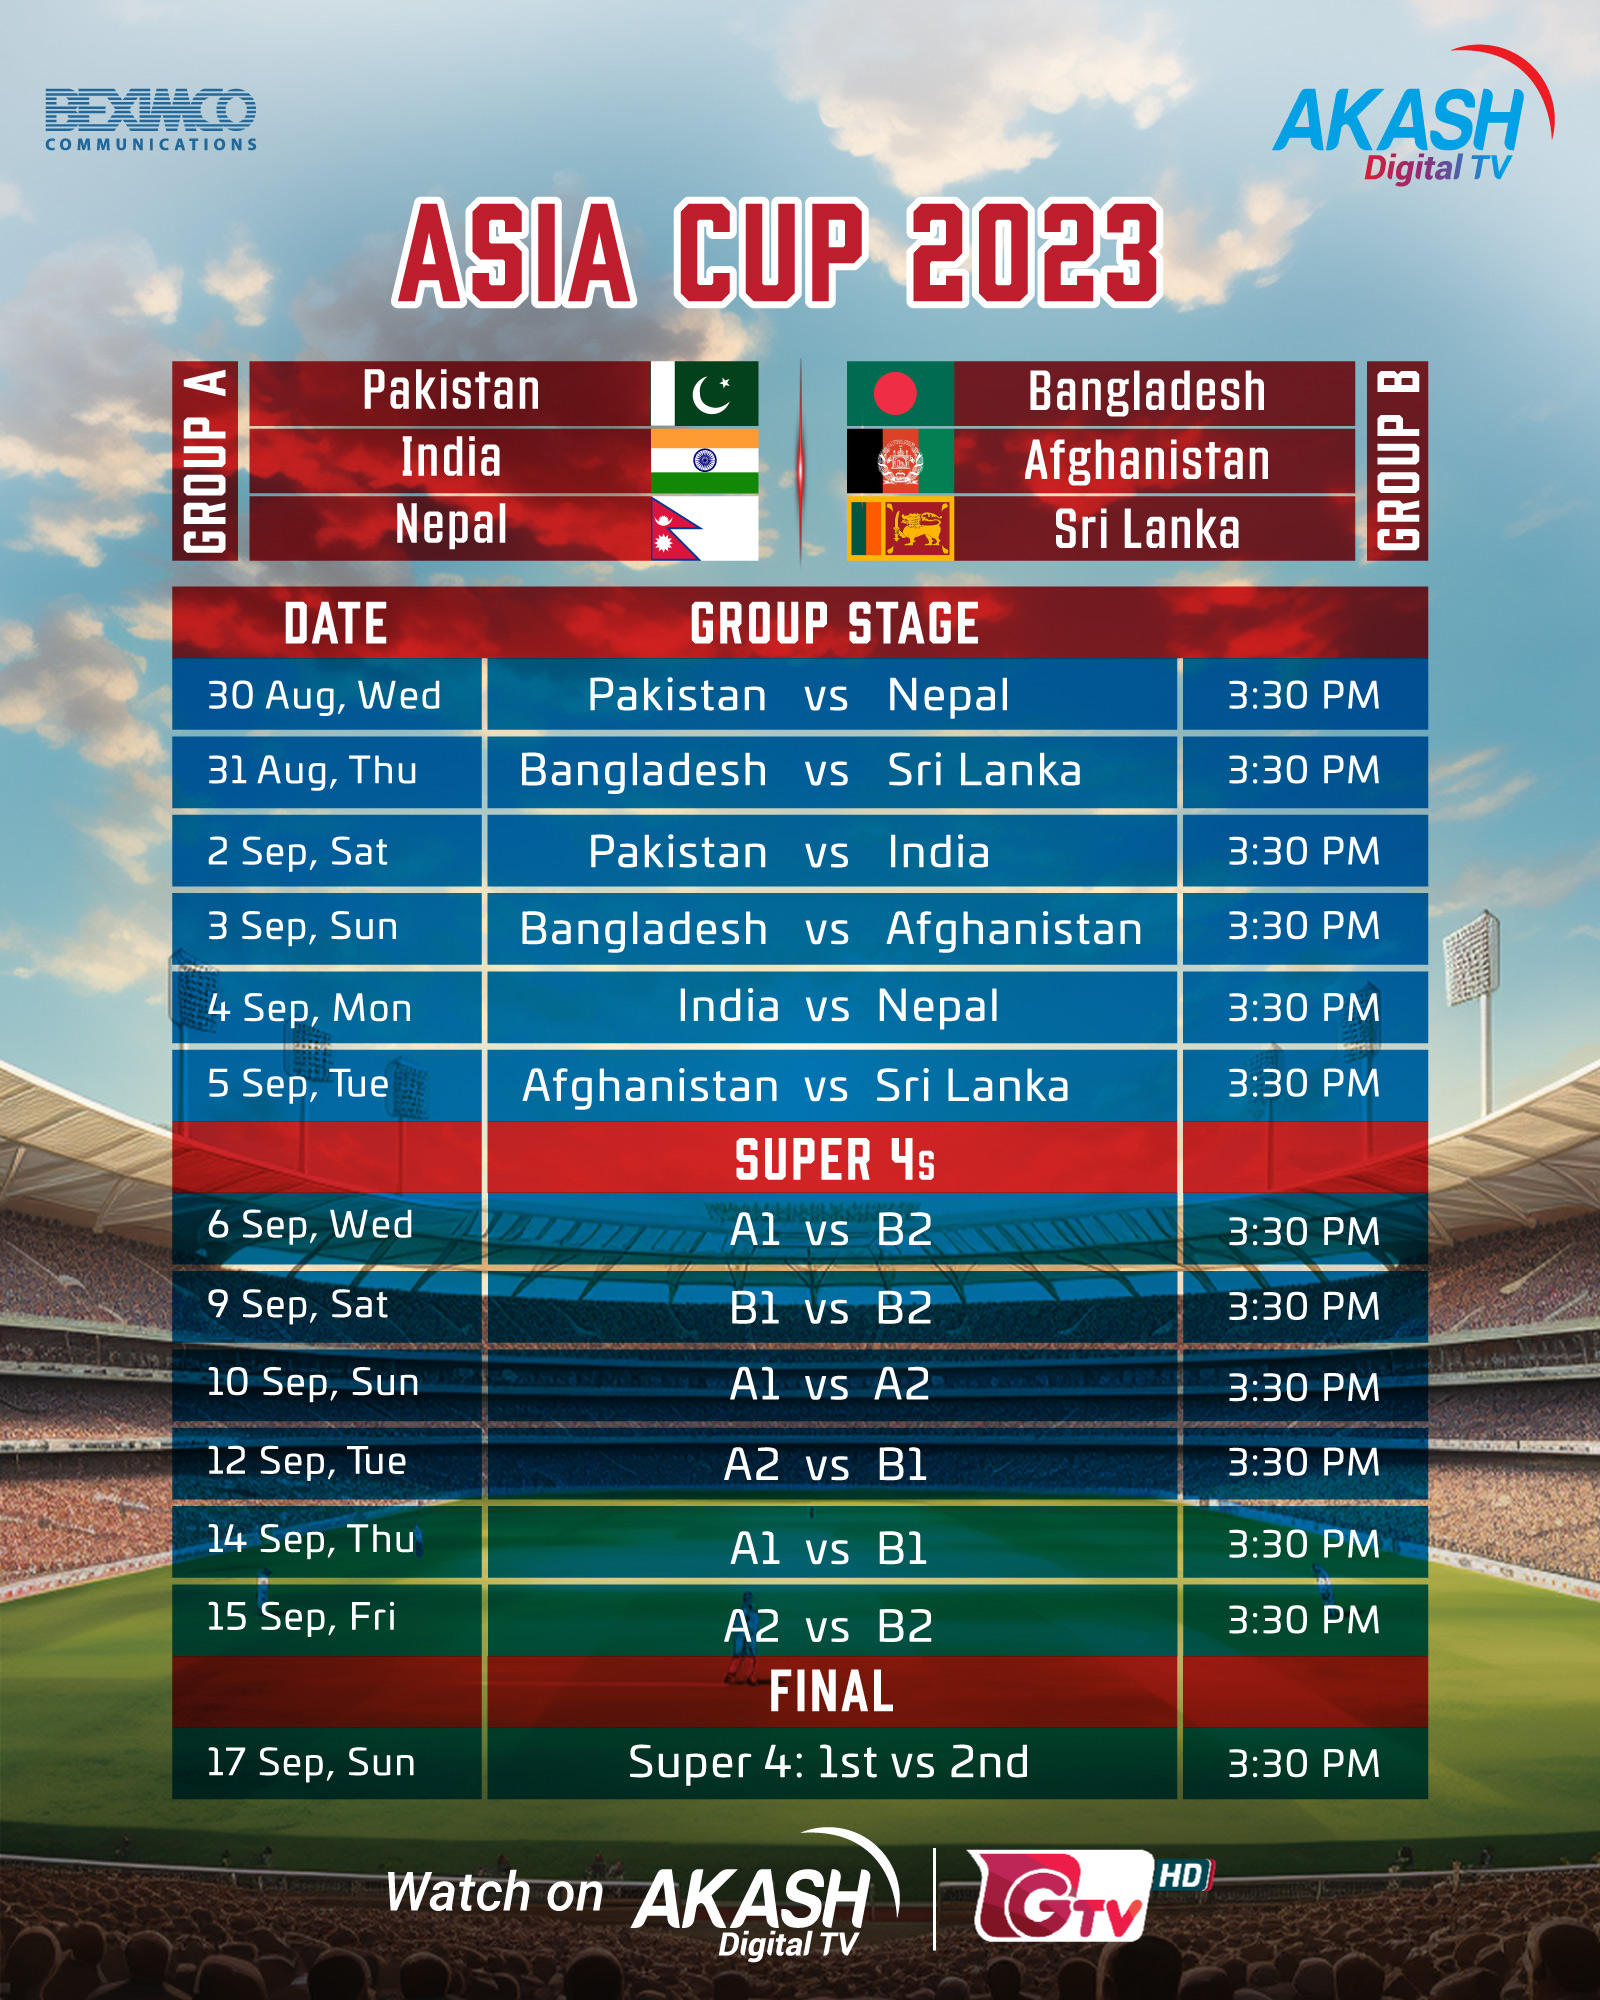 BEXIMCO
COMMUNICATIONS
AKASH
Digital TV
ASIA CUP 2023
GROUP A
Pakistan
India
Nepal
Bangladesh
Afghanistan
Sri Lanka
GROUP B
DATE GROUP STAGE
30 Aug, Wed Pakistan vs Nepal 3:30 PM
31 Aug, Thu Bangladesh vs Sri Lanka 3:30 PM
2 Sep, Sat Pakistan vs India 3:30 PM
3 Sep, Sun Bangladesh vs Afghanistan 3:30 PM
4 Sep, Mon India vs Nepal 3:30 PM
5 Sep, Tue Afghanistan vs Sri Lanka 3:30 PM
SUPER 4s
6 Sep, Wed A1 vs B2 3:30 PM
9 Sep, Sat B1 vs B2 3:30 PM
10 Sep, Sun A1 vs A2 3:30 PM
12 Sep, Tue A2 vs B1 3:30 PM
14 Sep, Thu A1 vs B1 3:30 PM
15 Sep, Fri A2 vs B2 3:30 PM
FINAL
17 Sep, Sun Super 4: 1st vs 2nd 3:30 PM
Watch on AKASH Digital TV GTV HD